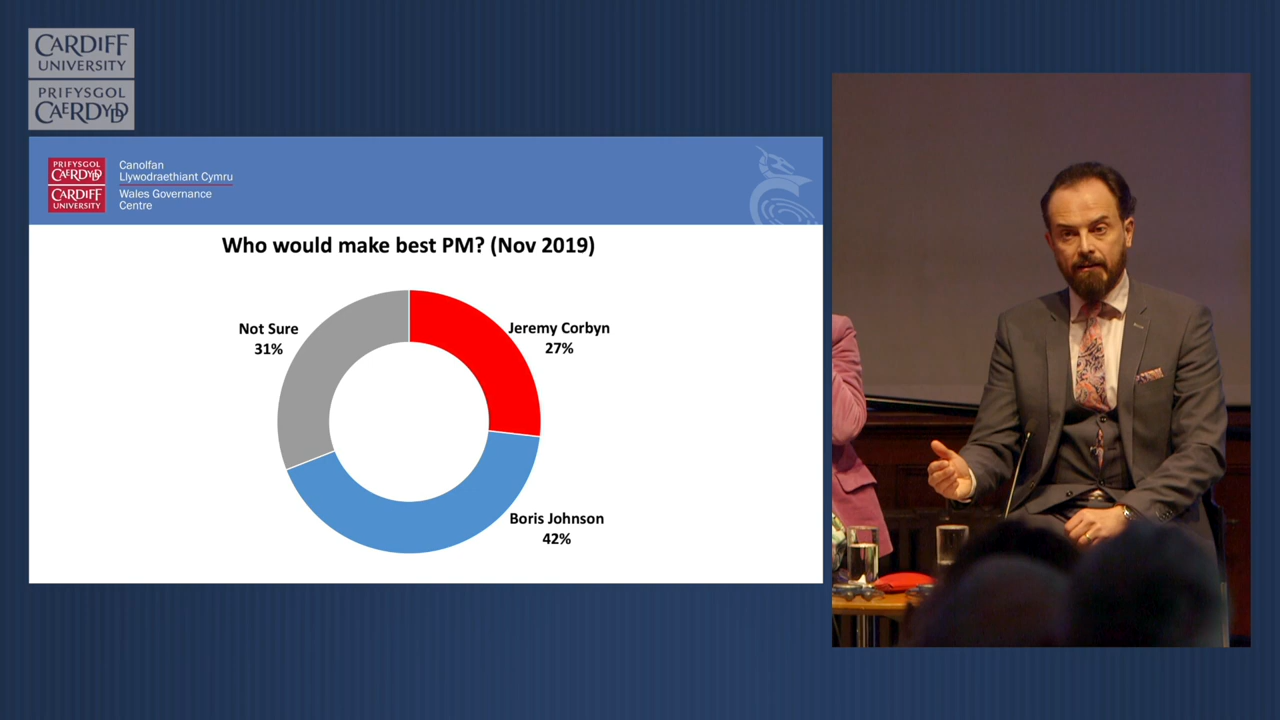 CARDIFF
UNIVERSITY
PRIFYSGOL
CAERDYDD
PRIFYSGOL
CAERDYDD
CARDIFF
UNIVERSITY
Canolfan
Llywodraethiant Cymru
Wales Governance
Centre
Who would make best PM? (Nov 2019)
Not Sure
31%
Jeremy Corbyn
27%
Boris Johnson
42%